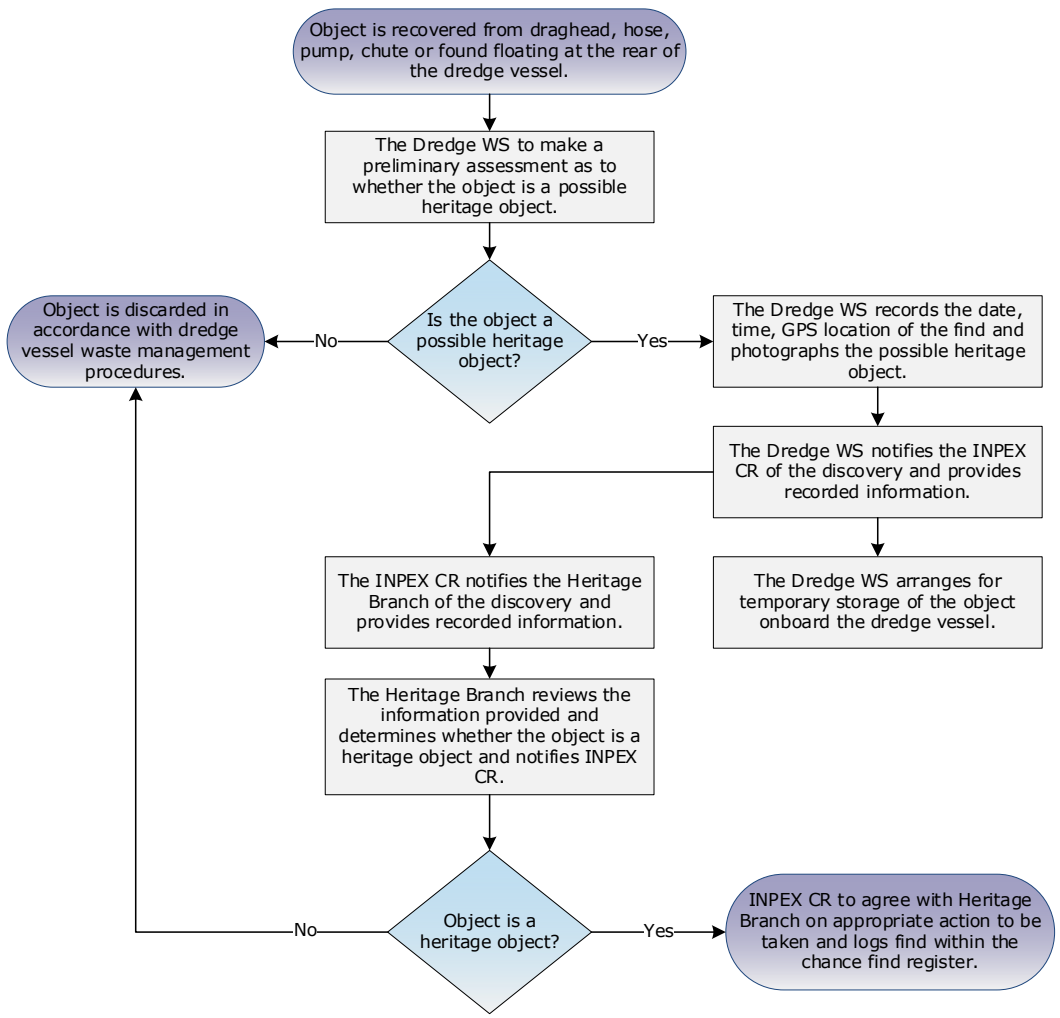 Object is recovered from draghead, hose,
pump, chute or found floating at the rear of
the dredge vessel.
The Dredge WS to make a
preliminary assessment as to
whether the object is a possible
heritage object.
Is the object a
possible heritage
object?
No
Yes
Object is discarded in
accordance with dredge
vessel waste management
procedures.
The Dredge WS records the date,
time, GPS location of the find and
photographs the possible heritage
object.
The Dredge WS notifies the INPEX
CR of the discovery and provides
recorded information.
The INPEX CR notifies the Heritage
Branch of the discovery and
provides recorded information.
The Dredge WS arranges for
temporary storage of the object
onboard the dredge vessel.
The Heritage Branch reviews the
information provided and
determines whether the object is a
heritage object and notifies INPEX
CR.
Object is a
heritage object?
No
Yes
INPEX CR to agree with Heritage
Branch on appropriate action to be
taken and logs find within the
chance find register.